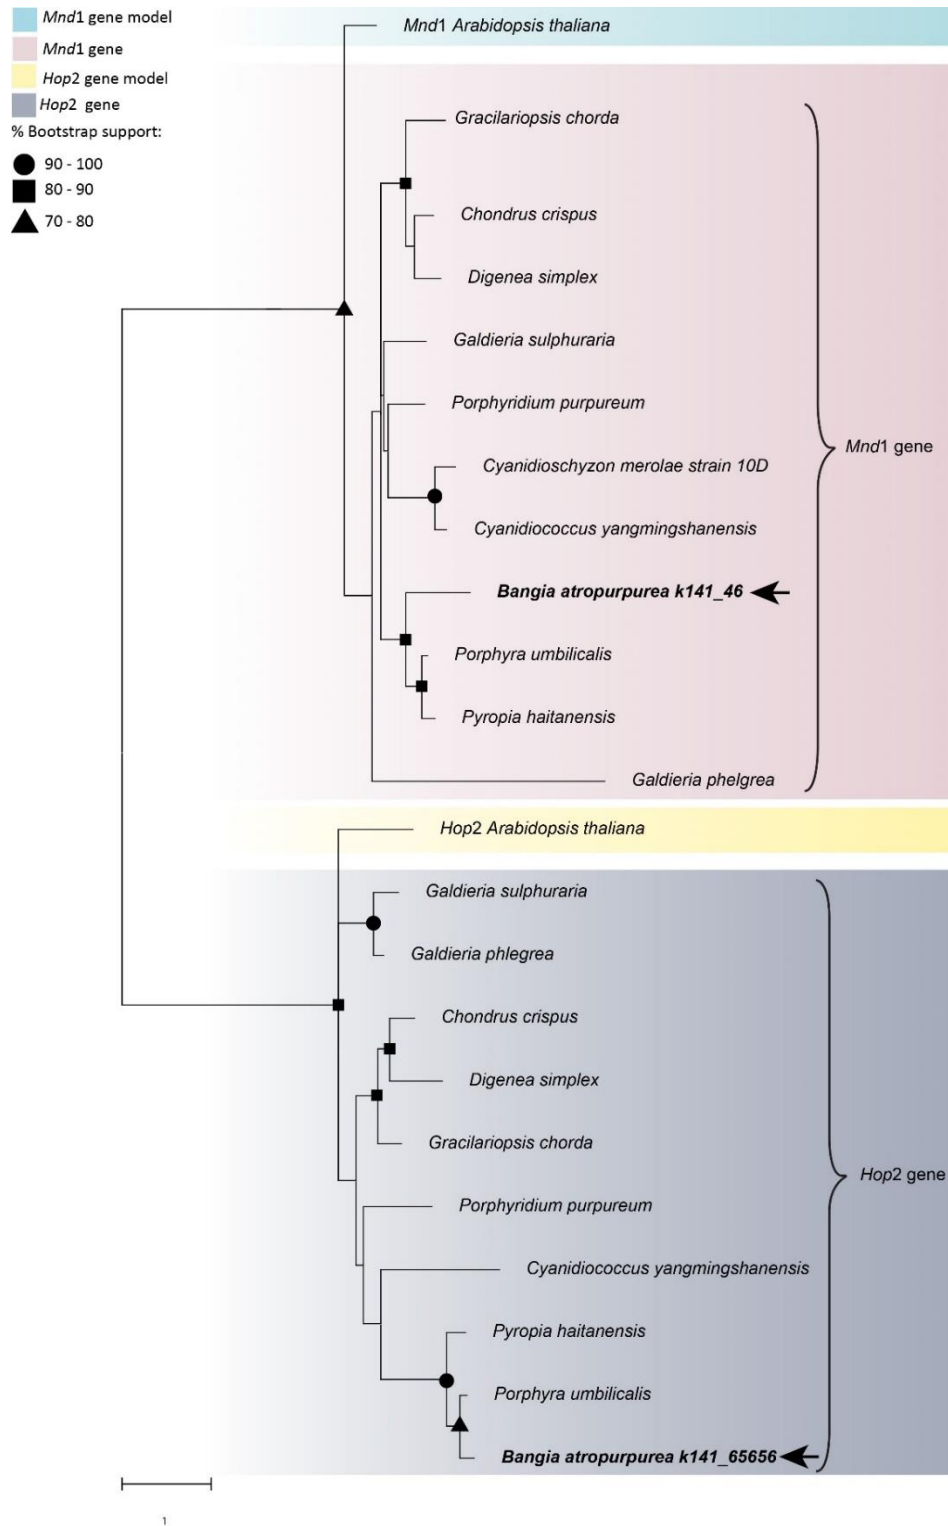 Mnd1 gene model
Mnd1 gene
Hop2 gene model
Hop2 gene
% Bootstrap support:
90 - 100
80 - 90
70 - 80
Mnd1 Arabidopsis thaliana
Gracilariopsis chorda
Chondrus crispus
Digenea simplex
Galdieria sulphuraria
Porphyridium purpureum
Mnd1 gene
Cyanidioschyzon merolae strain 10D
Cyanidiococcus yangmingshanensis
Bangia atropurpurea k141_46
Porphyra umbilicalis
Pyropia haitanensis
Galdieria phelgrea
Hop2 Arabidopsis thaliana
Galdieria sulphuraria
Galdieria phlegrea
Chondrus crispus
Digenea simplex
Gracilariopsis chorda
Hop2 gene
Porphyridium purpureum
Cyanidiococcus yangmingshanensis
Pyropia haitanensis
Porphyra umbilicalis
Bangia atropurpurea k141_65656
1